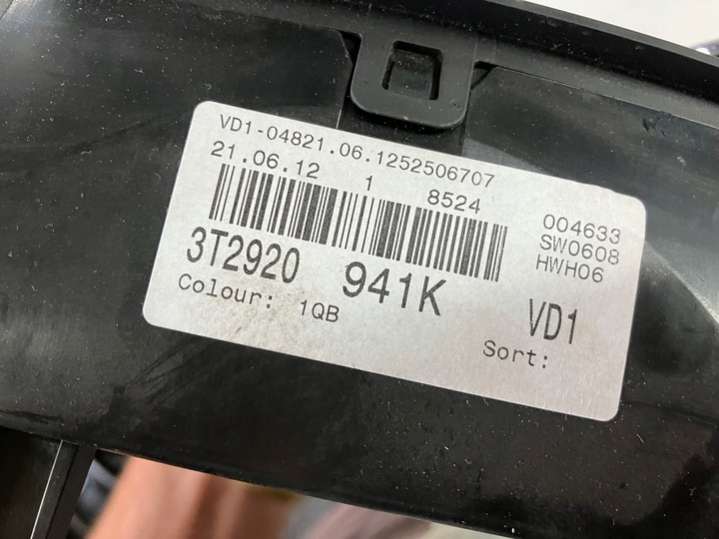 VD1-04821.06.1252506707
21.06.12 1 8524
004633
SW0608
HWH06
3T2920 941K
VD1
Colour: 1QB
Sort: